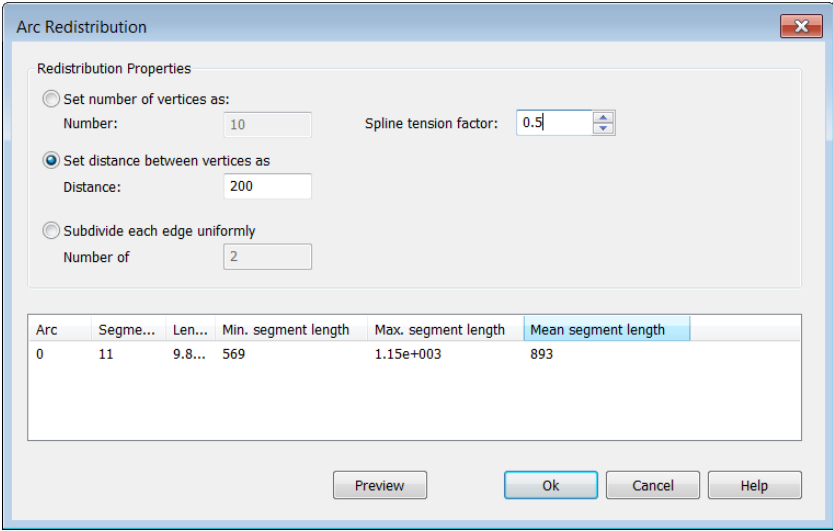 Arc Redistribution
Redistribution Properties
Set number of vertices as:
Number: 10 Spline tension factor: 0.5
Set distance between vertices as
Distance: 200
Subdivide each edge uniformly
Number of 2
Arc Segme... Len... Min. segment length Max. segment length Mean segment length
0 11 9.8... 569 1.15e+003 893
Preview Ok Cancel Help